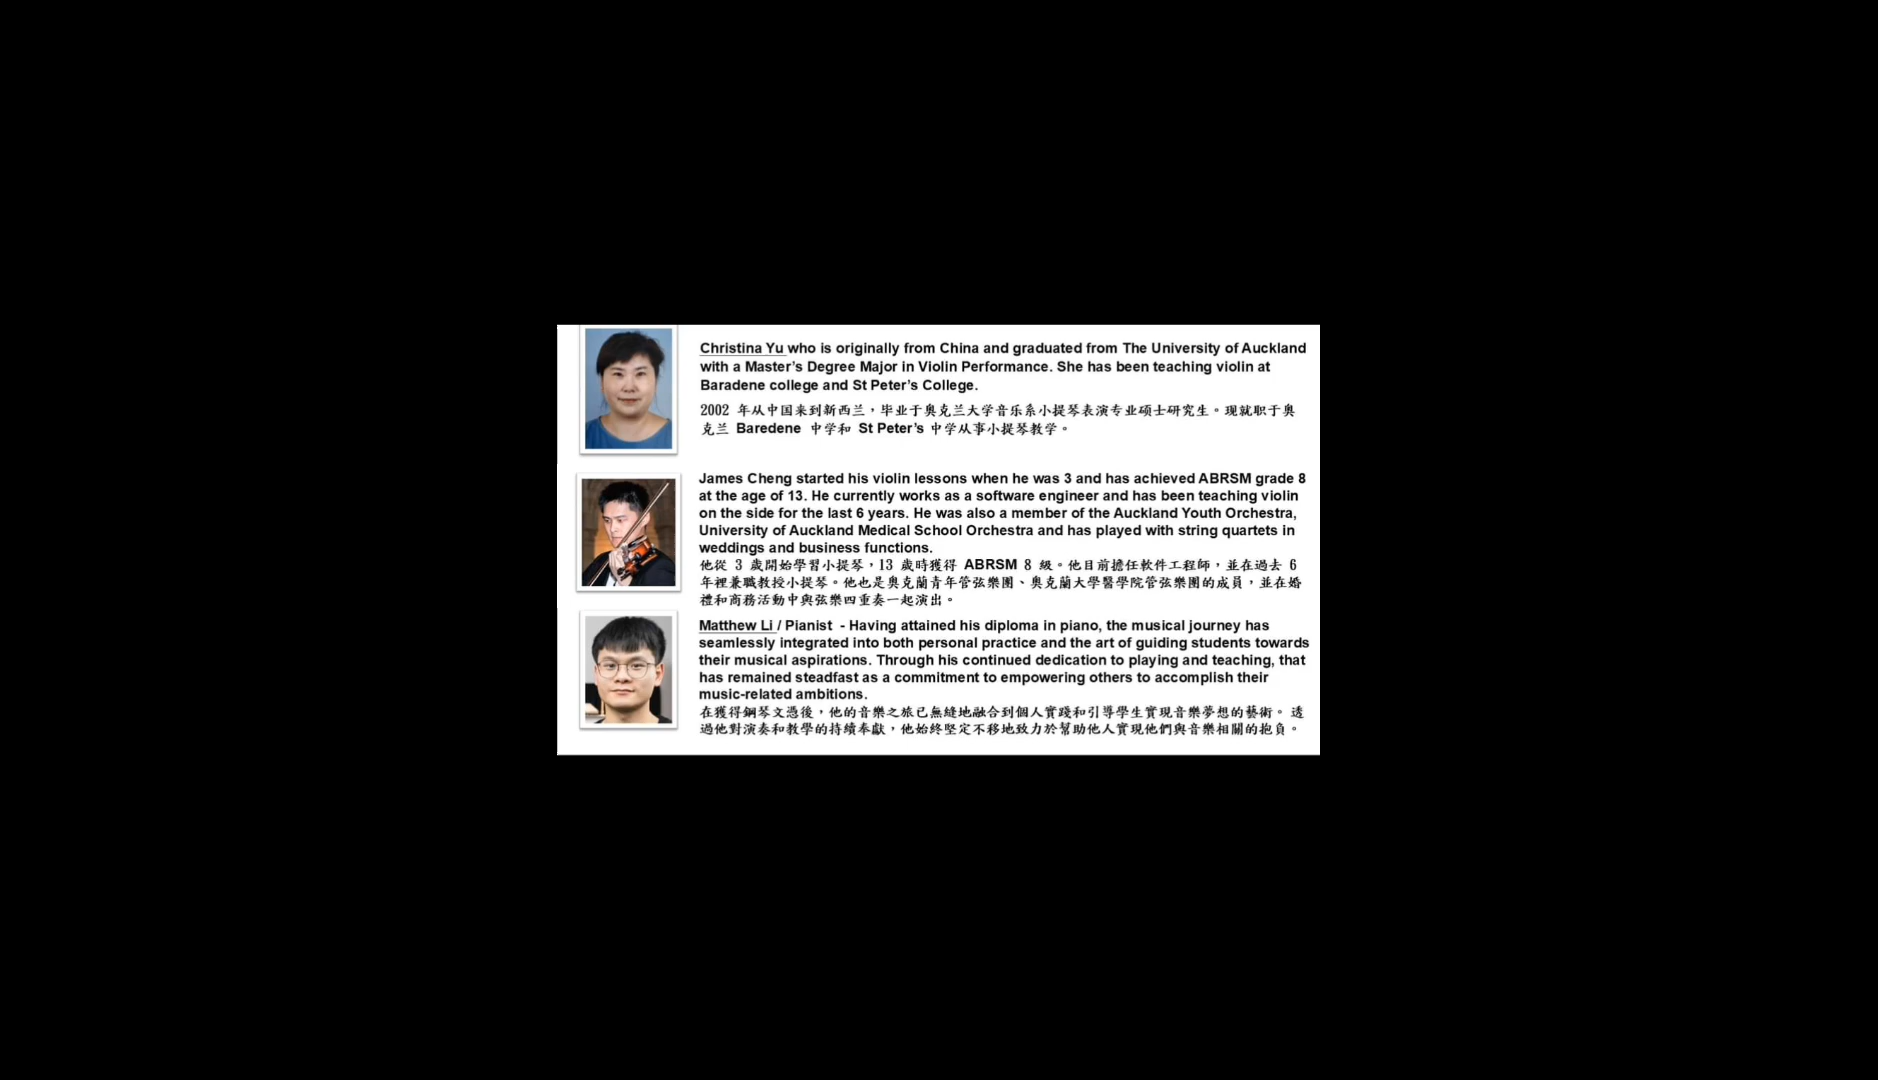 Christina Yu who is originally from China and graduated from The University of Auckland
with a Master's Degree Major in Violin Performance. She has been teaching violin at
Baradene college and St Peter's College.
2002 年从中国来到新西兰，毕业于奥克兰大学音乐系小提琴表演专业硕士研究生。现就职于奥
克兰 Baredene 中学和 St Peter's 中学从事小提琴教学。
James Cheng started his violin lessons when he was 3 and has achieved ABRSM grade 8
at the age of 13. He currently works as a software engineer and has been teaching violin
on the side for the last 6 years. He was also a member of the Auckland Youth Orchestra,
University of Auckland Medical School Orchestra and has played with string quartets in
weddings and business functions.
他從 3 歲開始學習小提琴，13 歲時獲得 ABRSM 8 級。他目前擔任軟件工程師，並在過去 6
年裡兼職教授小提琴。他也是奧克蘭青年管弦樂團、奧克蘭大學醫學院管弦樂團的成員，並在婚
禮和商務活動中與弦樂四重奏一起演出。
Matthew Li / Pianist - Having attained his diploma in piano, the musical journey has
seamlessly integrated into both personal practice and the art of guiding students towards
their musical aspirations. Through his continued dedication to playing and teaching, that
has remained steadfast as a commitment to empowering others to accomplish their
music-related ambitions.
在獲得鋼琴文憑後，他的音樂之旅已無縫地融合到個人實踐和引導學生實現音樂夢想的藝術。 透
過他對演奏和教學的持續奉獻，他始終堅定不移地致力於幫助他人實現他們與音樂相關的抱負。